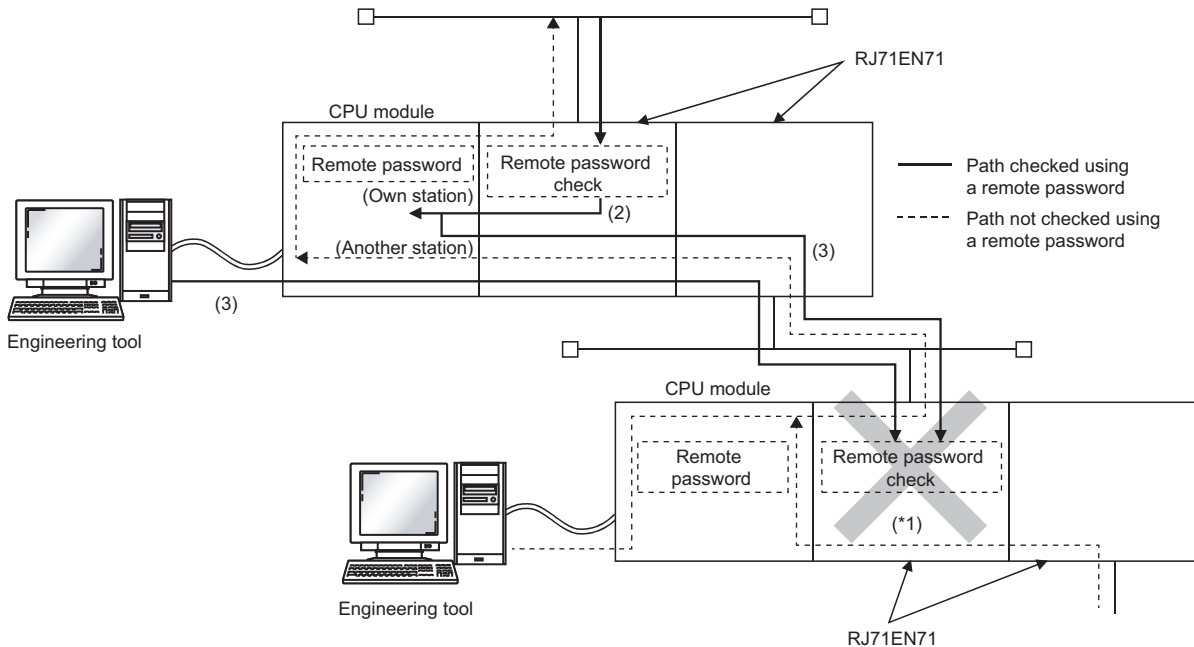 RJ71EN71
CPU module
Remote password
Remote password
check
(Own station)
(2)
(Another station)
(3)
(3)
Engineering tool
Path checked using
a remote password
Path not checked using
a remote password
CPU module
Remote
password
Remote password
check
(*1)
Engineering tool
RJ71EN71